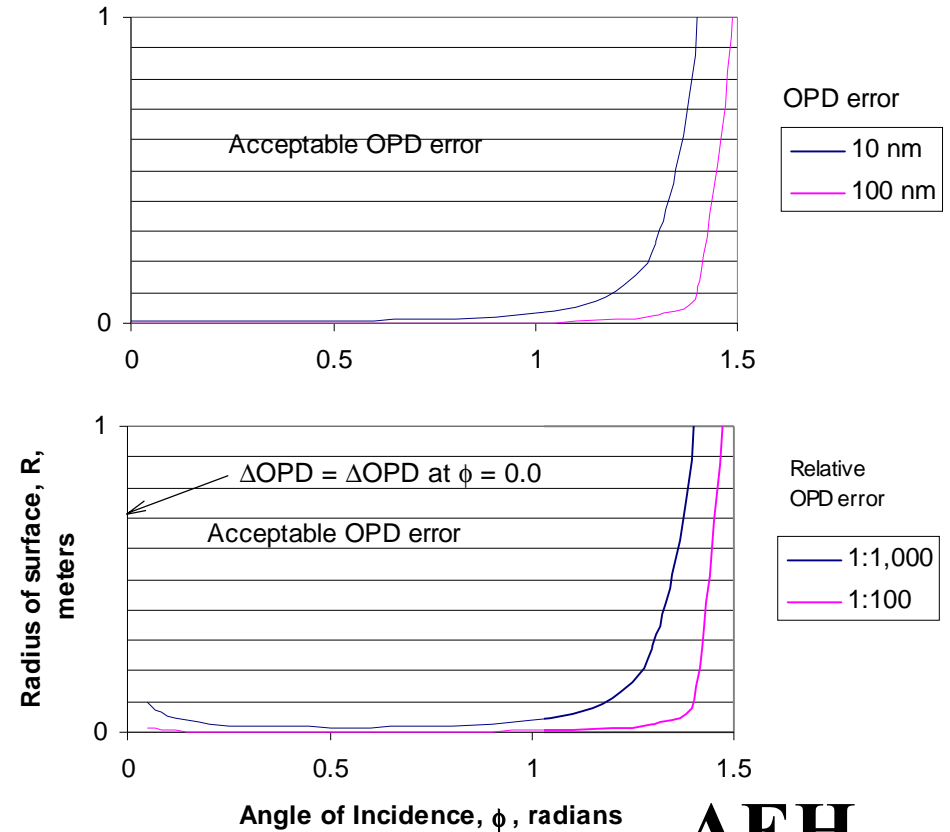 1
Acceptable OPD error
0
0
0.5
1
1.5
OPD error
10 nm
100 nm
1
ΔOPD = ΔOPD at ϕ = 0.0
Acceptable OPD error
0
0
0.5
1
1.5
Radius of surface, R,
meters
Angle of Incidence, ϕ, radians
Relative
OPD error
1:1,000
1:100
AEH